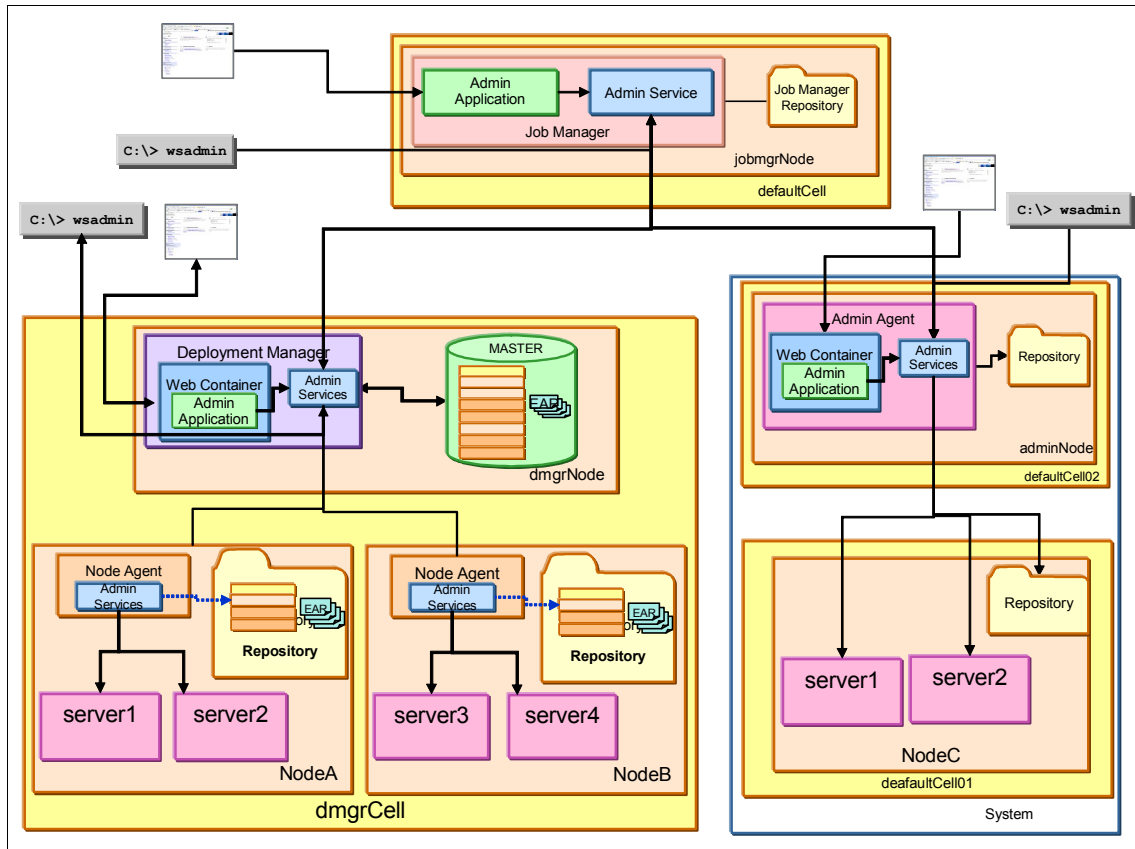 Admin
Application
Admin Service
Job Manager
Repository
Job Manager
jobmgrNode
defaultCell
C:\> wsadmin
C:\> wsadmin
C:\> wsadmin
Deployment Manager
Web Container
Admin
Application
Admin
Services
MASTER
EAR
dmgrNode
Admin Agent
Web Container
Admin
Application
Admin
Services
Repository
adminNode
defaultCell02
Node Agent
Admin
Services
EAR
ory
Repository
server1
server2
NodeA
Node Agent
Admin
Services
EAR
Repository
server3
server4
NodeB
dmgrCell
Repository
server1
server2
NodeC
deafaultCell01
System